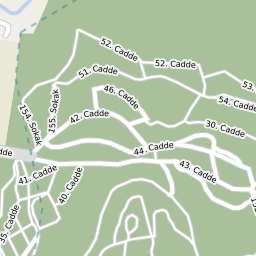 52. Cadde
52. Cadde
51. Cadde
53.
46. Cadde
54. Cadde
155. Sokak
154. Sokak
42. Cadde
30. Cadde
44. Cadde
43. Cadde
41. Cadde
40. Cadde
35. Cadde